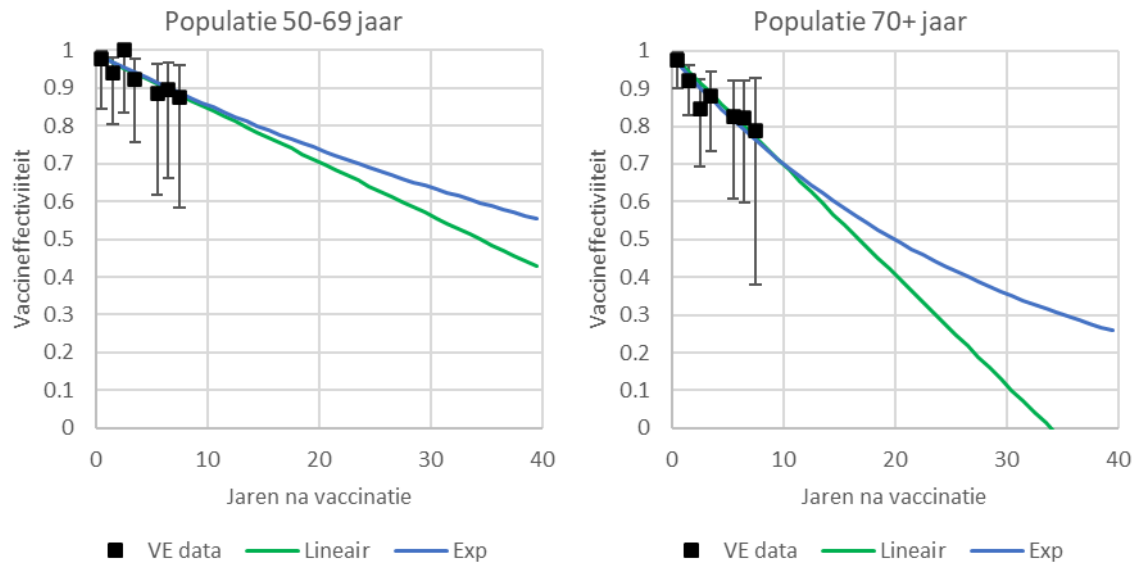 Populatie 50-69 jaar
Vaccineffectiviteit
1
0.9
0.8
0.7
0.6
0.5
0.4
0.3
0.2
0.1
0
0 10 20 30 40
Jaren na vaccinatie
VE data Lineair Exp
Populatie 70+ jaar
Vaccineffectiviteit
1
0.9
0.8
0.7
0.6
0.5
0.4
0.3
0.2
0.1
0
0 10 20 30 40
Jaren na vaccinatie
VE data Lineair Exp